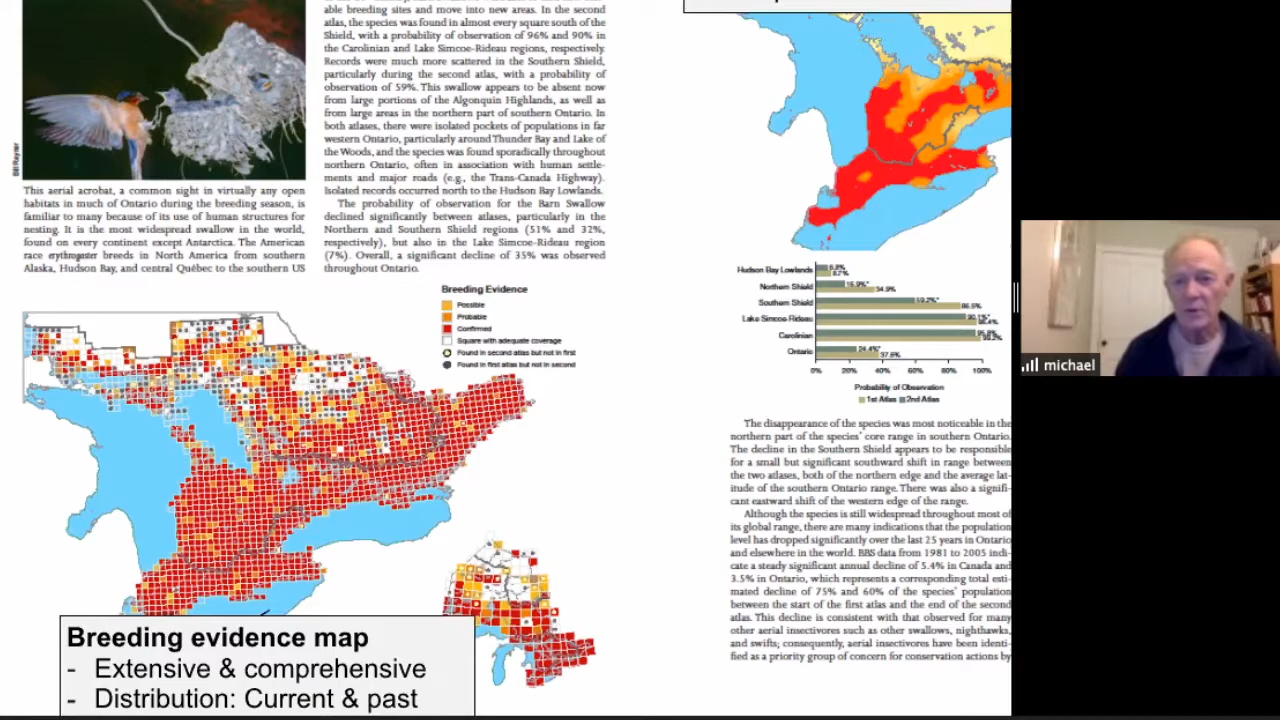 able breeding sites and move into new areas. In the second
atlas, the species was found in almost every square south of the
Shield, with a probability of observation of 96% and 90% in
the Carolinian and Lake Simcoe-Rideau regions, respectively.
Records were much more scattered in the Southern Shield,
particularly during the second atlas, with a probability of
observation of 59%. This swallow appears to be absent now
from large portions of the Algonquin Highlands, as well as
from large areas in the northern part of southern Ontario. In
both atlases, there were isolated pockets of populations in far
western Ontario, particularly around Thunder Bay and Lake of
the Woods, and the species was found sporadically throughout
northern Ontario, often in association with human settle-
ments and major roads (e.g., the Trans-Canada Highway).
Isolated records occurred north to the Hudson Bay Lowlands.
The probability of observation for the Barn Swallow
declined significantly between atlases, particularly in the
Northern and Southern Shield regions (51% and 32%,
respectively), but also in the Lake Simcoe-Rideau region
(7%). Overall, a significant decline of 35% was observed
throughout Ontario.
Bill Rayner
This aerial acrobat, a common sight in virtually any open
habitats in much of Ontario during the breeding season, is
familiar to many because of its use of human structures for
nesting. It is the most widespread swallow in the world,
found on every continent except Antarctica. The American
race erythrogaster breeds in North America from southern
Alaska, Hudson Bay, and central Québec to the southern US
Breeding Evidence
Possible
Probable
Confirmed
Square with adequate coverage
Found in second atlas but not in first
Found in first atlas but not in second
Breeding evidence map
- Extensive & comprehensive
- Distribution: Current & past
Hudson Bay Lowlands
Northern Shield 15.9%* 34.9%
Southern Shield 59.2%* 86.5%
Lake Simcoe-Rideau 90.1%*
Carolinian
Ontario 24.4%* 37.6%
0% 20% 40% 60% 80% 100%
Probability of Observation
1st Atlas 2nd Atlas
The disappearance of the species was most noticeable in the
northern part of the species' core range in southern Ontario.
The decline in the Southern Shield appears to be responsible
for a small but significant southward shift in range between
the two atlases, both of the northern edge and the average lat-
itude of the southern Ontario range. There was also a signifi-
cant eastward shift of the western edge of the range.
Although the species is still widespread throughout most of
its global range, there are many indications that the population
level has dropped significantly over the last 25 years in Ontario
and elsewhere in the world. BBS data from 1981 to 2005 indi-
cate a steady significant annual decline of 5.4% in Canada and
3.5% in Ontario, which represents a corresponding total esti-
mated decline of 75% and 60% of the species' population
between the start of the first atlas and the end of the second
atlas. This decline is consistent with that observed for many
other aerial insectivores such as other swallows, nighthawks,
and swifts; consequently, aerial insectivores have been identi-
fied as a priority group of concern for conservation actions by
michael